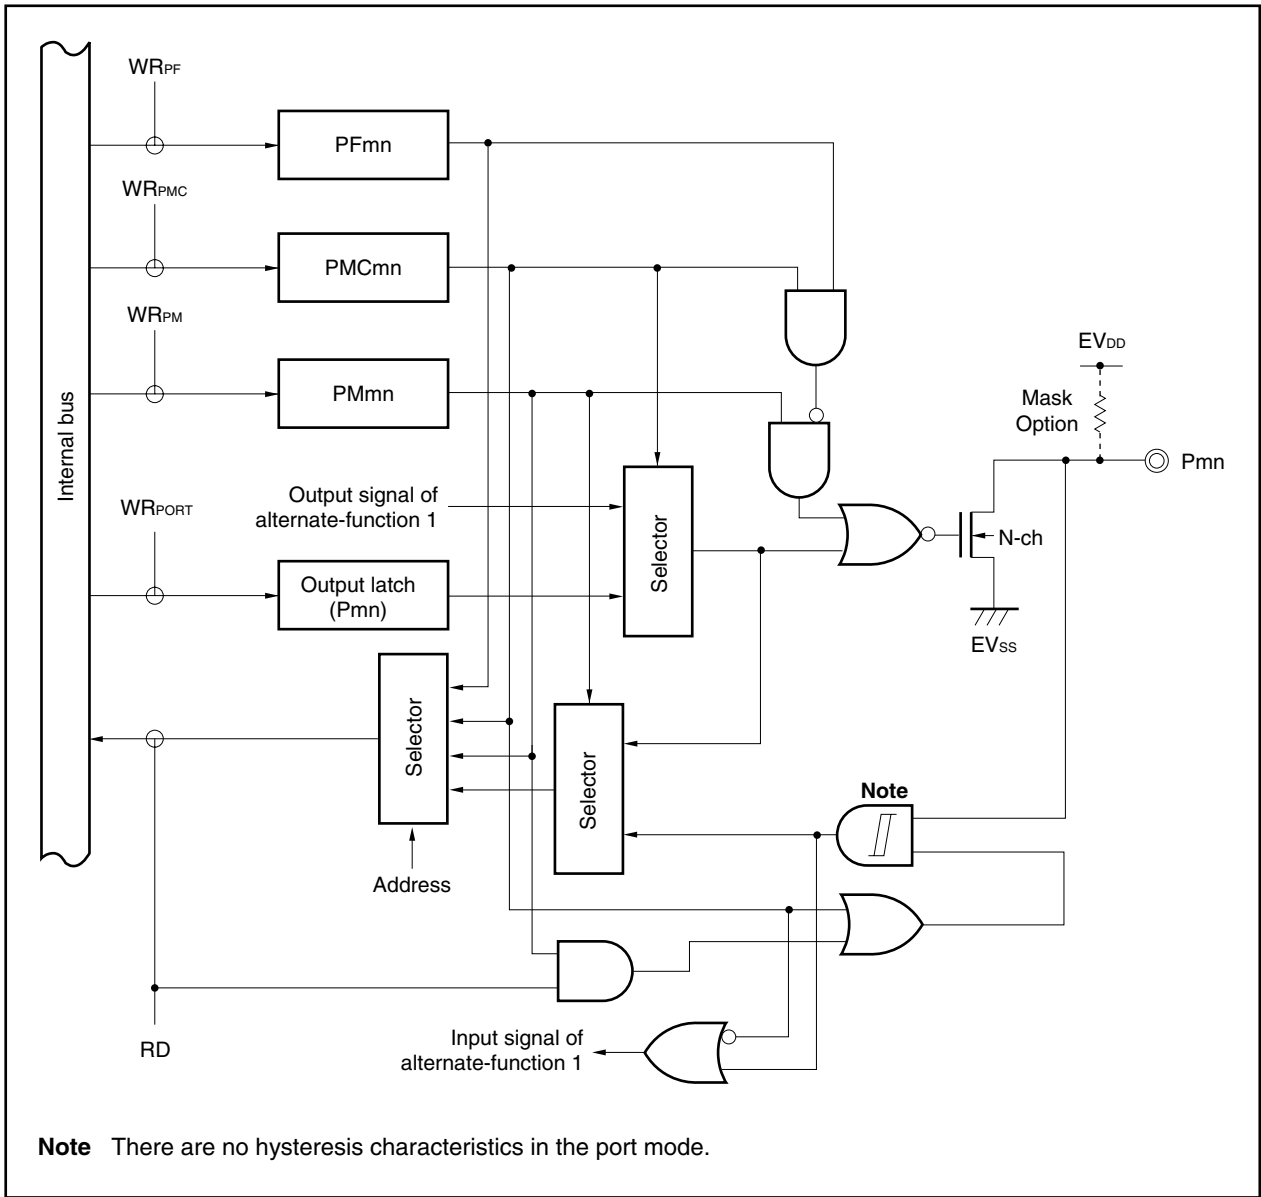 WRPF
PFmn
WRPMC
PMCmn
WRPM
PMmn
EVDD
Mask
Option
Pmn
Internal bus
Output signal of
alternate-function 1
WRPORT
Selector
N-ch
Output latch
(Pmn)
EVSS
Selector
Selector
Note
Address
RD
Input signal of
alternate-function 1
Note There are no hysteresis characteristics in the port mode.